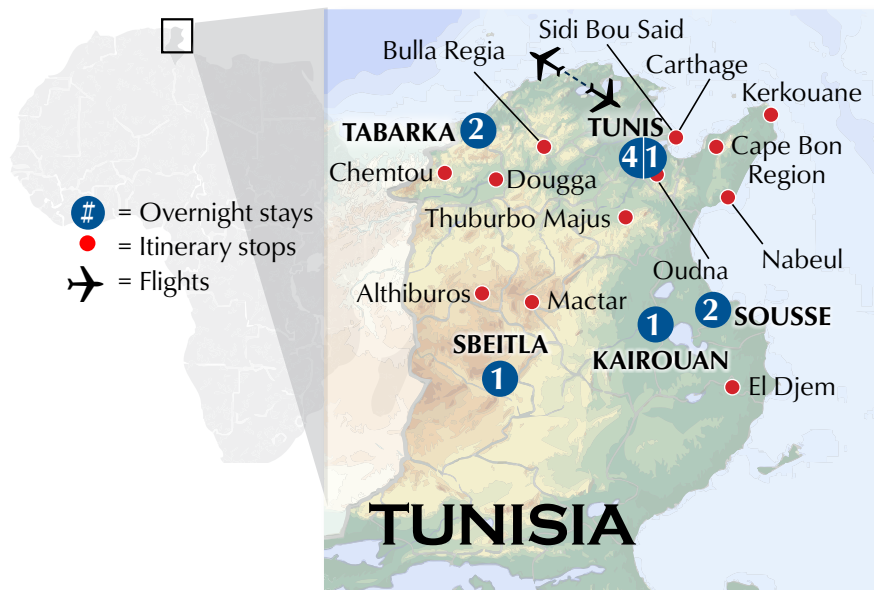 Sidi Bou Said
Bulla Regia
Carthage
Kerkouane
TABARKA 2
TUNIS
4 1
Cape Bon
Region
Chemtou
Dougga
# = Overnight stays
Thuburbo Majus
= Itinerary stops
Oudna
Nabeul
= Flights
Althiburos
Mactar
2 SOUSSE
1
KAIROUAN
SBEITLA
1
El Djem
TUNISIA